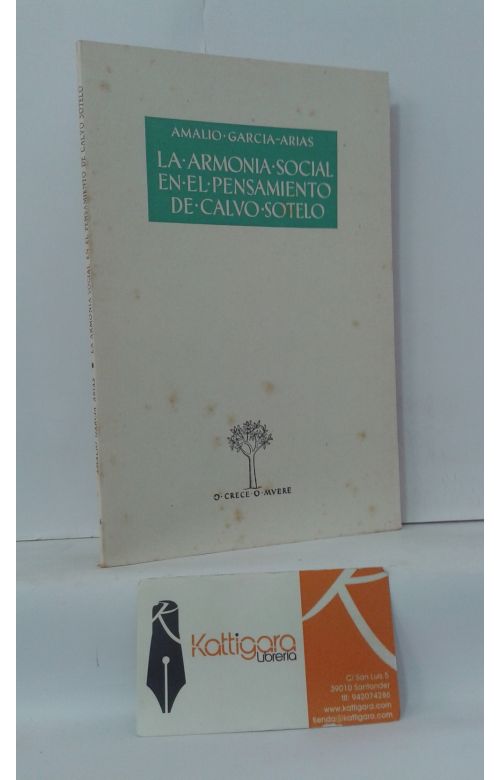 AMALIO·GARCIA-ARIAS
LA·ARMONIA·SOCIAL
EN·EL·PENSAMIENTO
DE·CALVO·SOTELO
O·CRECE·O·MVERE
AMALIO GARCIA ARIAS • LA ARMONIA SOCIAL EN EL PENSAMIENTO DE CALVO SOTELO
Kattigara
Librería
C/ San Luis 5
39010 Santander
tlf: 942074286
www.kattigara.com
tienda@kattigara.com